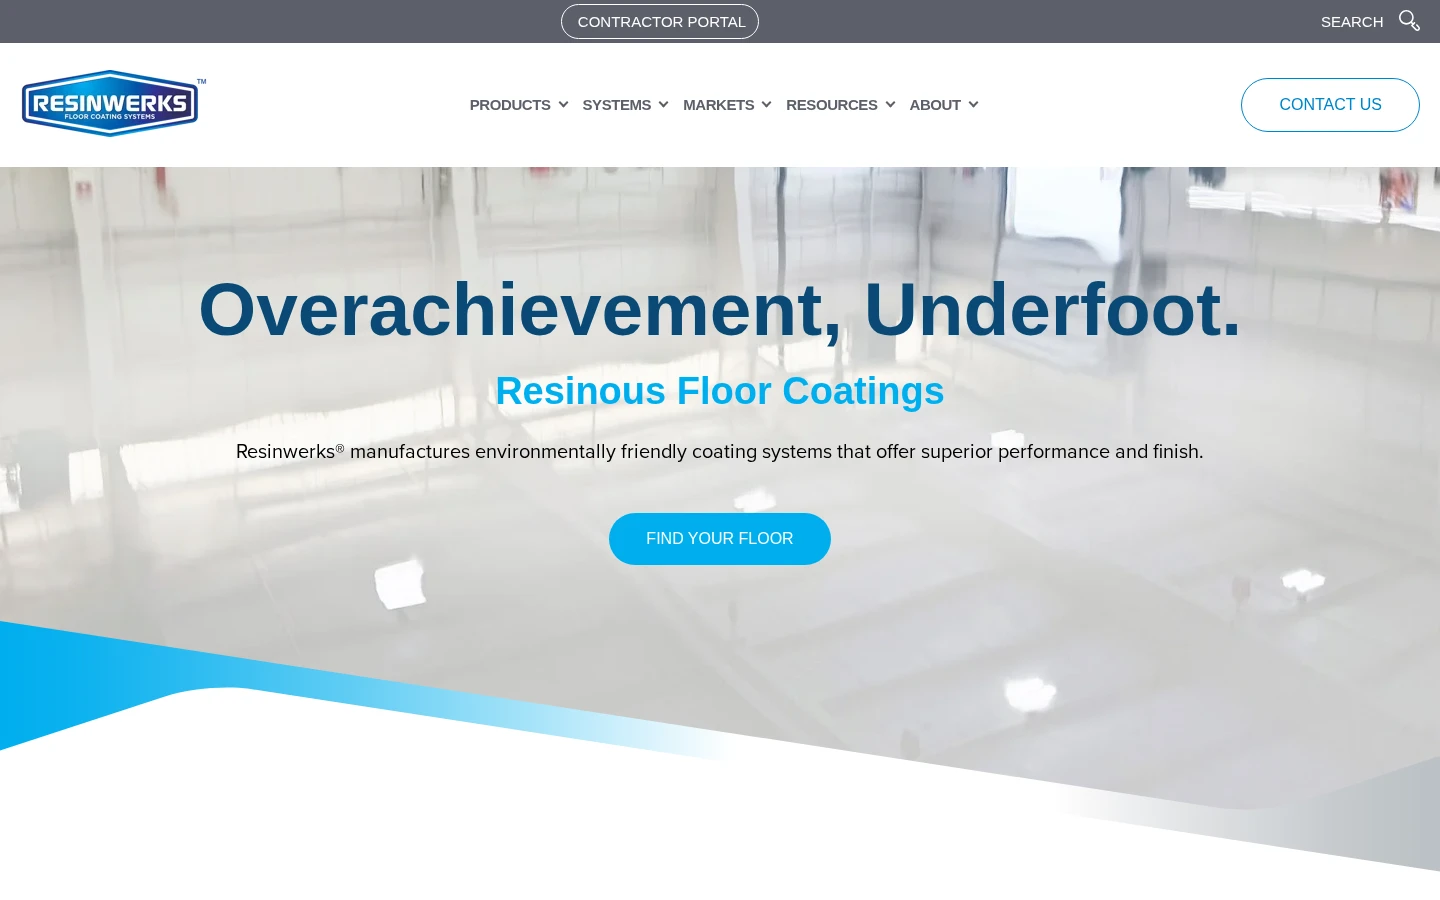 CONTRACTOR PORTAL
SEARCH
RESINWERKS TM
FLOOR COATING SYSTEMS
PRODUCTS
SYSTEMS
MARKETS
RESOURCES
ABOUT
CONTACT US
Overachievement, Underfoot.
Resinous Floor Coatings
Resinwerks® manufactures environmentally friendly coating systems that offer superior performance and finish.
FIND YOUR FLOOR